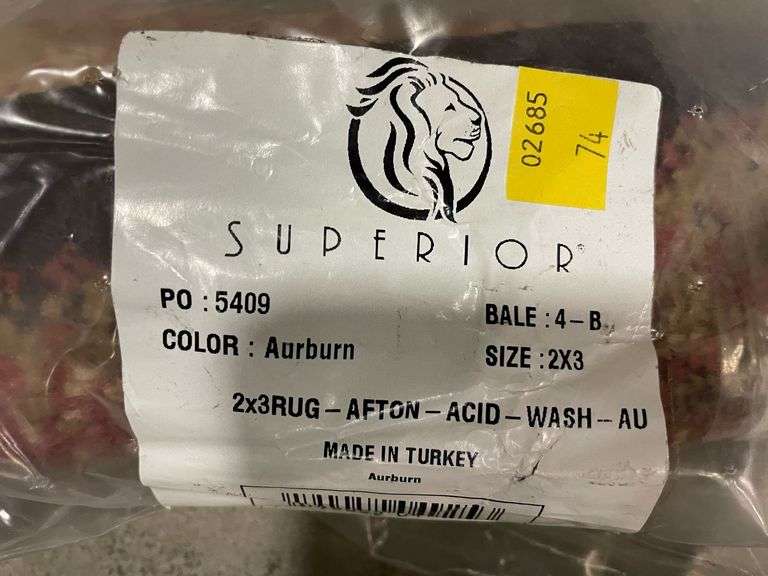 02685
74
SUPERIOR®
PO : 5409
BALE : 4-B
COLOR : Aurburn
SIZE : 2X3
2x3RUG-AFTON-ACID-WASH-AU
MADE IN TURKEY
Aurburn